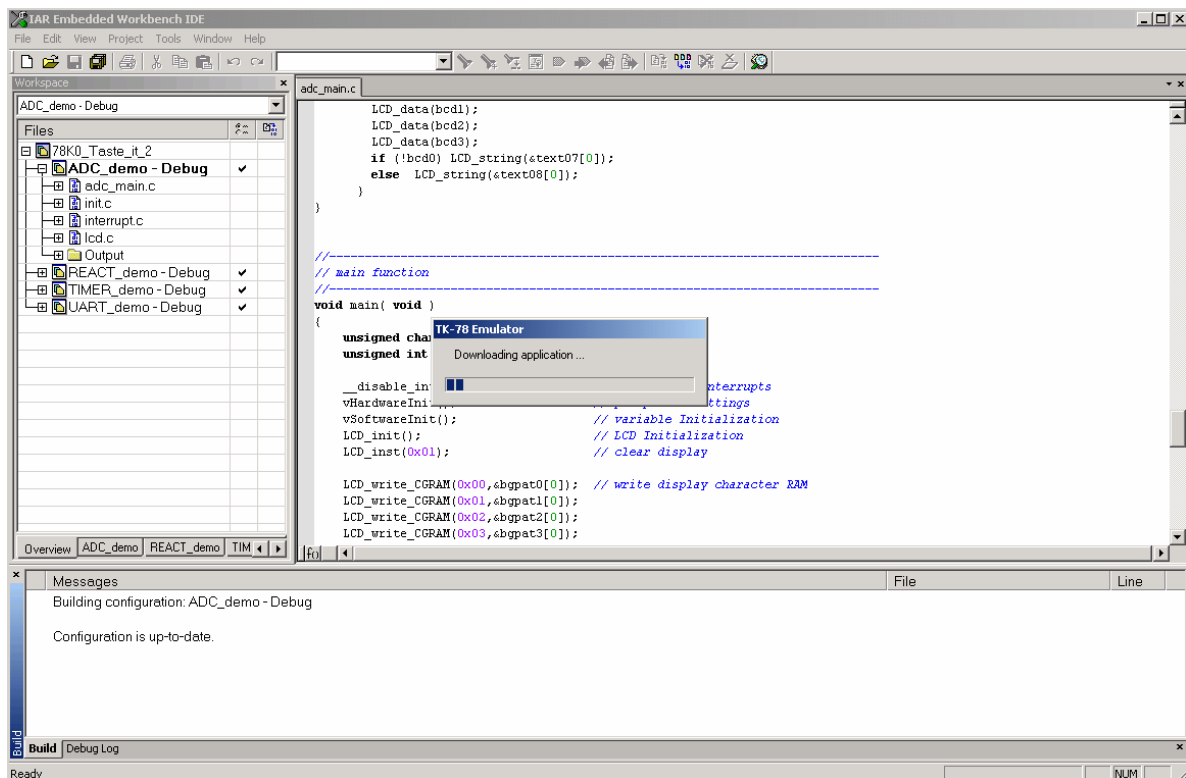 IAR Embedded Workbench IDE
File Edit View Project Tools Window Help
Workspace
ADC_demo - Debug
Files
78K0_Taste_it_2
ADC_demo - Debug
adc_main.c
init.c
interrupt.c
lcd.c
Output
REACT_demo - Debug
TIMER_demo - Debug
UART_demo - Debug
Overview ADC_demo REACT_demo TIM
adc_main.c
LCD_data(bcd1);
LCD_data(bcd2);
LCD_data(bcd3);
if (!bcd0) LCD_string(&text07[0]);
else LCD_string(&text08[0]);
}
}
//-----------------------------------------------------------------------------
// main function
//-----------------------------------------------------------------------------
void main( void )
{
unsigned cha
unsigned int
__disable_in nterrupts
vHardwareIni ttings
vSoftwareInit(); // variable Initialization
LCD_init(); // LCD Initialization
LCD_inst(0x01); // clear display
LCD_write_CGRAM(0x00,&bgpat0[0]); // write display character RAM
LCD_write_CGRAM(0x01,&bgpat1[0]);
LCD_write_CGRAM(0x02,&bgpat2[0]);
LCD_write_CGRAM(0x03,&bgpat3[0]);
TK-78 Emulator
Downloading application ...
f()
Messages File Line
Building configuration: ADC_demo - Debug
Configuration is up-to-date.
Build
Build Debug Log
Ready NUM